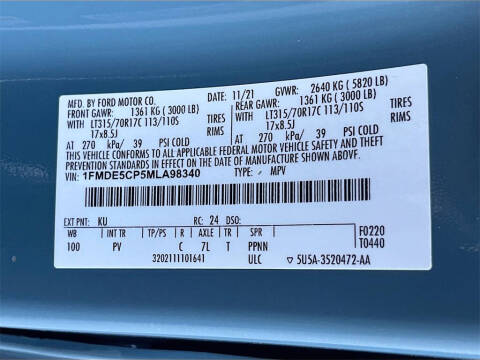 MFD. BY FORD MOTOR CO. DATE: 11/21 GVWR: 2640 KG ( 5820 LB)
FRONT GAWR: 1361 KG ( 3000 LB) REAR GAWR: 1361 KG ( 3000 LB)
WITH LT315/70R17C 113/110S TIRES WITH LT315/70R17C 113/110S TIRES
17x8.5J RIMS 17x8.5J RIMS
AT 270 kPa/ 39 PSI COLD AT 270 kPa/ 39 PSI COLD
THIS VEHICLE CONFORMS TO ALL APPLICABLE FEDERAL MOTOR VEHICLE SAFETY AND THEFT
PREVENTION STANDARDS IN EFFECT ON THE DATE OF MANUFACTURE SHOWN ABOVE.
VIN: 1FMDE5CP5MLA98340 TYPE: MPV
EXT PNT: KU RC: 24 DSO: F0220
WB INT TR TP/PS R AXLE TR SPR T0440
100 PV C 7L T PPNN
3202111101641 ULC ▽ 5U5A-3520472-AA